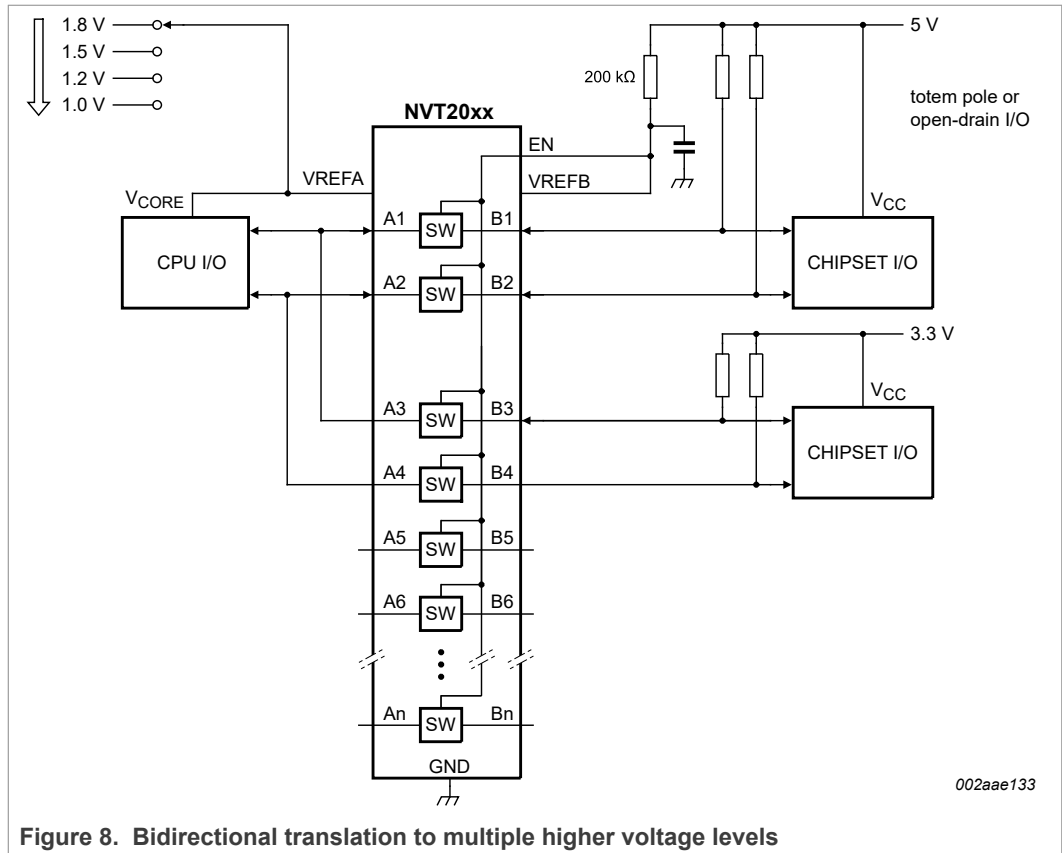 1.8 V
1.5 V
1.2 V
1.0 V
5 V
200 kΩ
totem pole or
open-drain I/O
NVT20xx
EN
VREFA
VREFB
VCORE
VCC
A1 SW B1
CPU I/O
CHIPSET I/O
A2 SW B2
3.3 V
VCC
A3 SW B3
CHIPSET I/O
A4 SW B4
A5 SW B5
A6 SW B6
An SW Bn
GND
002aae133
Figure 8. Bidirectional translation to multiple higher voltage levels